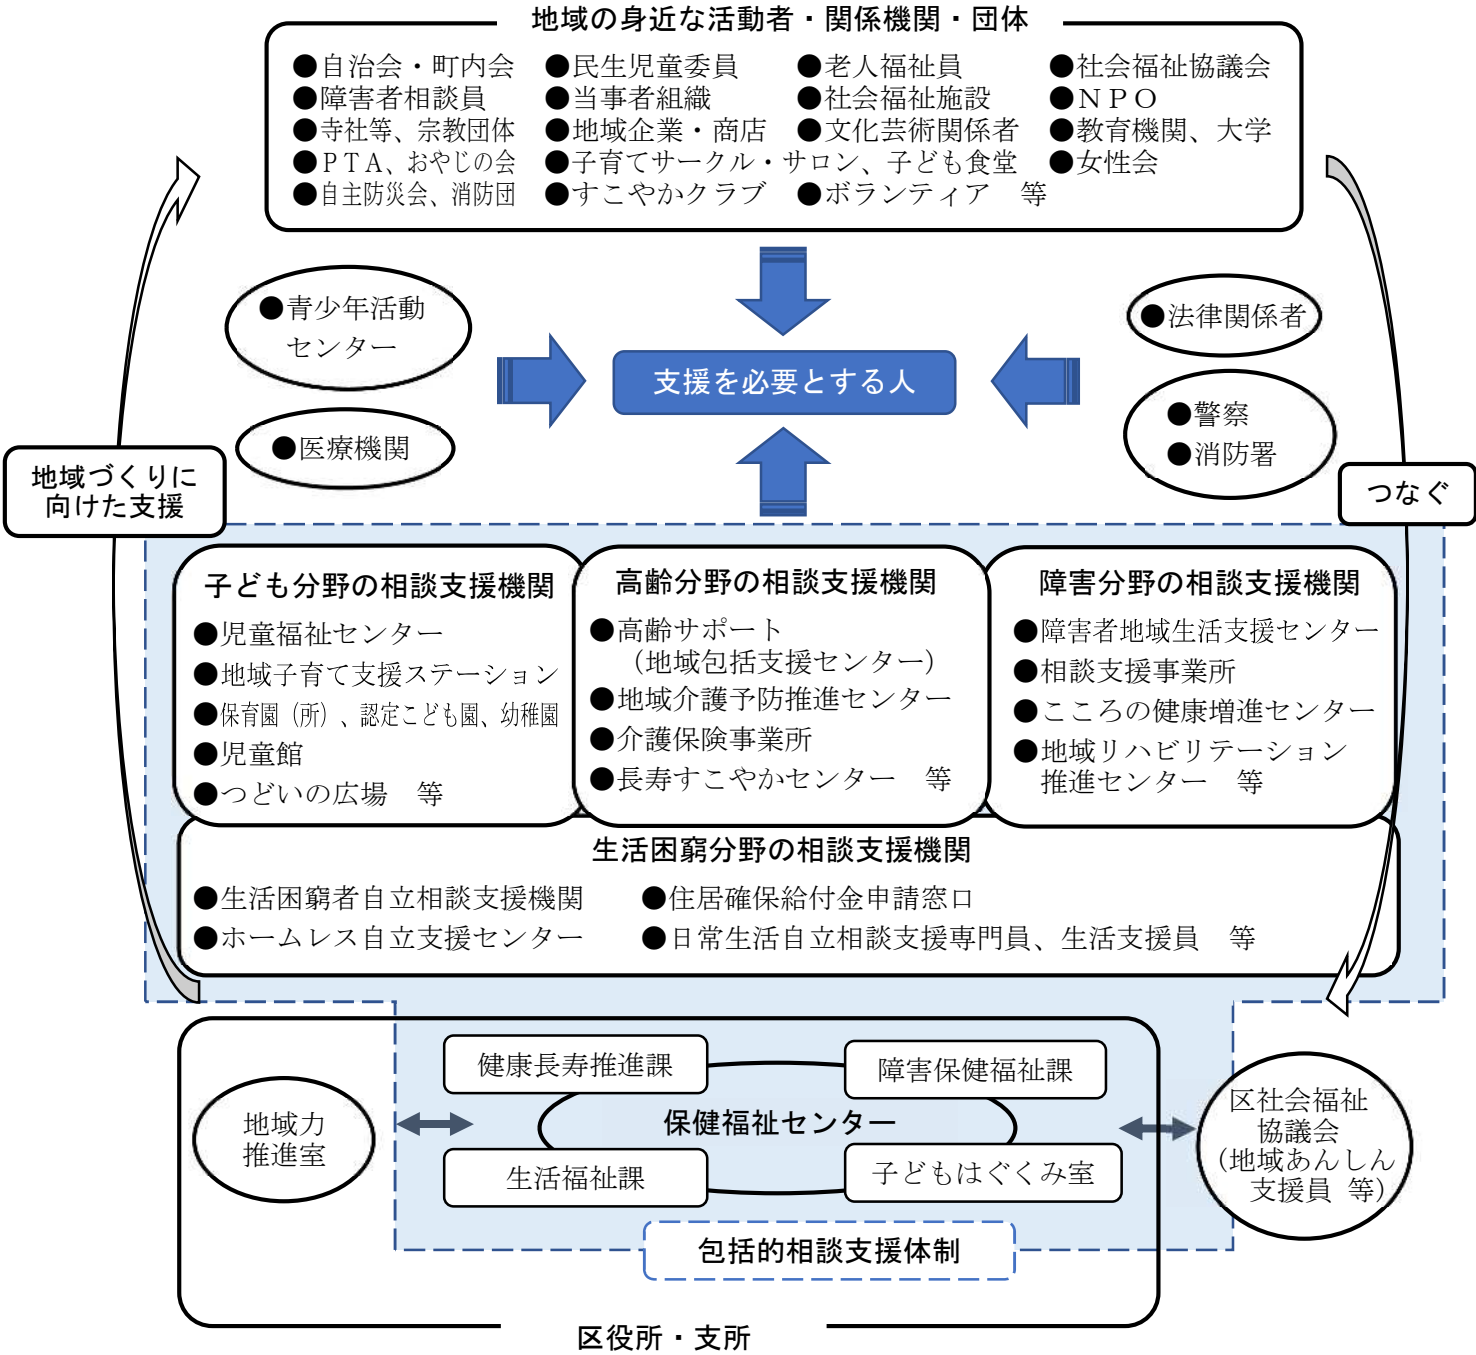 地域の身近な活動者・関係機関・団体
●自治会・町内会 ●民生児童委員 ●老人福祉員 ●社会福祉協議会
●障害者相談員 ●当事者組織 ●社会福祉施設 ●ＮＰＯ
●寺社等、宗教団体 ●地域企業・商店 ●文化芸術関係者 ●教育機関、大学
●ＰＴＡ、おやじの会 ●子育てサークル・サロン、子ども食堂 ●女性会
●自主防災会、消防団 ●すこやかクラブ ●ボランティア　等
●青少年活動
センター
●医療機関
支援を必要とする人
●法律関係者
●警察
●消防署
地域づくりに
向けた支援
つなぐ
子ども分野の相談支援機関
●児童福祉センター
●地域子育て支援ステーション
●保育園（所）、認定こども園、幼稚園
●児童館
●つどいの広場　等
高齢分野の相談支援機関
●高齢サポート
（地域包括支援センター）
●地域介護予防推進センター
●介護保険事業所
●長寿すこやかセンター　等
障害分野の相談支援機関
●障害者地域生活支援センター
●相談支援事業所
●こころの健康増進センター
●地域リハビリテーション
推進センター　等
生活困窮分野の相談支援機関
●生活困窮者自立相談支援機関 ●住居確保給付金申請窓口
●ホームレス自立支援センター ●日常生活自立相談支援専門員、生活支援員　等
健康長寿推進課
障害保健福祉課
地域力
推進室
保健福祉センター
生活福祉課
子どもはぐくみ室
区社会福祉
協議会
（地域あんしん
支援員 等）
包括的相談支援体制
区役所・支所